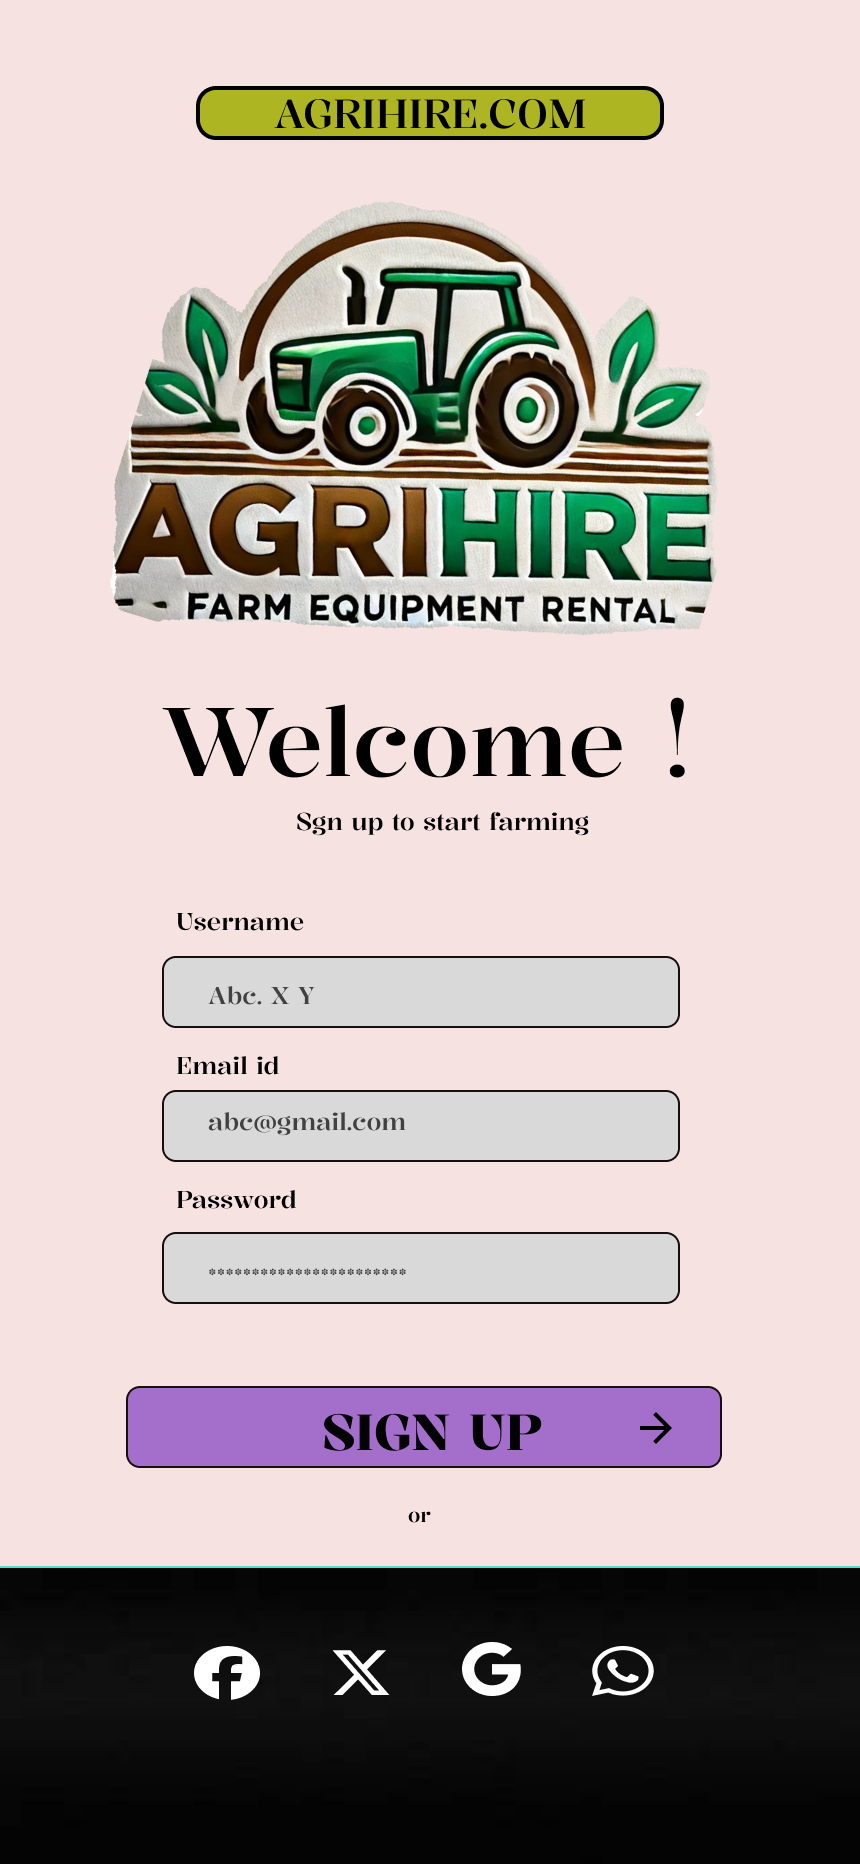 AGRIHIRE.COM
AGRIHIRE
FARM EQUIPMENT RENTAL
Welcome !
Sgn up to start farming
Username
Abc. X Y
Email id
abc@gmail.com
Password
***********************
SIGN UP
or